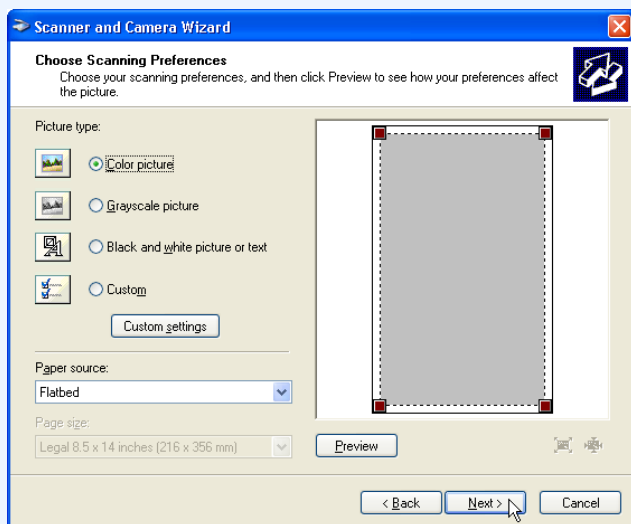 Scanner and Camera Wizard
Choose Scanning Preferences
Choose your scanning preferences, and then click Preview to see how your preferences affect
the picture.
Picture type:
Color picture
Grayscale picture
Black and white picture or text
Custom
Custom settings
Paper source:
Flatbed
Page size:
Legal 8.5 x 14 inches (216 x 356 mm)
Preview
< Back
Next >
Cancel